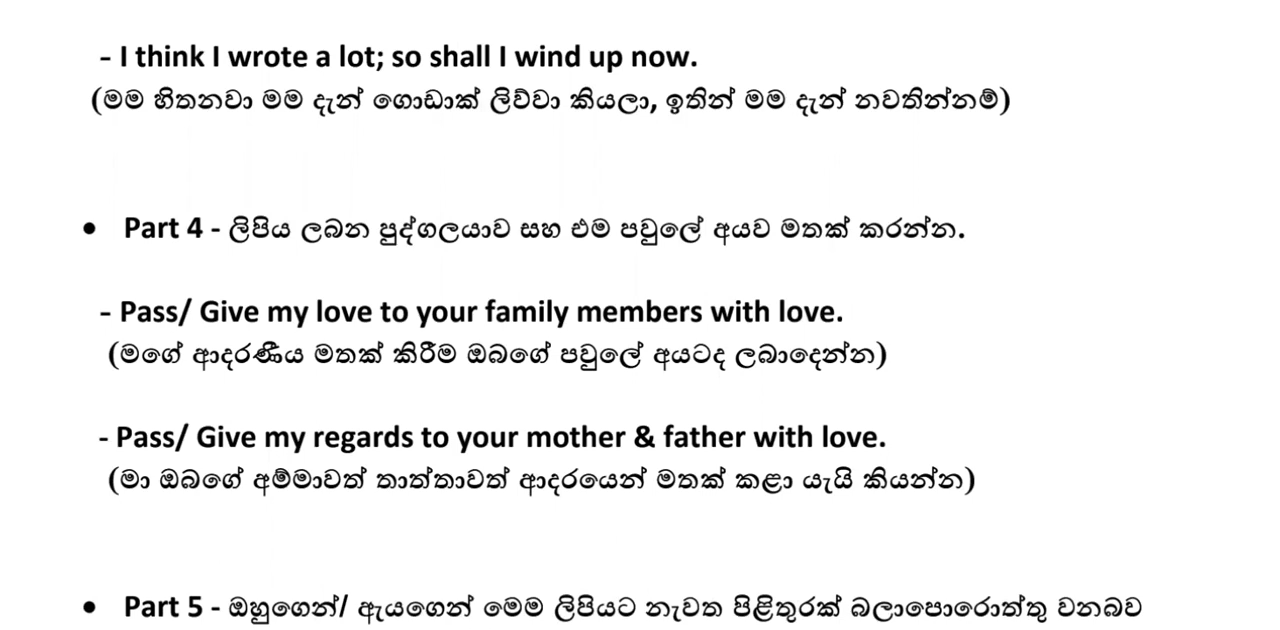 - I think I wrote a lot; so shall I wind up now.
(මම හිතනවා මම දැන් ගොඩාක් ලිව්වා කියලා, ඉතින් මම දැන් නවතින්නම්)
• Part 4 - ලිපිය ලබන පුද්ගලයාව සහ එම පවුලේ අයව මතක් කරන්න.
- Pass/ Give my love to your family members with love.
(මගේ ආදරණීය මතක් කිරීම ඔබගේ පවුලේ අයටද ලබාදෙන්න)
- Pass/ Give my regards to your mother & father with love.
(මා ඔබගේ අම්මාවත් තාත්තාවත් ආදරයෙන් මතක් කළා යැයි කියන්න)
• Part 5 - ඔහුගෙන්/ ඇයගෙන් මෙම ලිපියට නැවත පිළිතුරක් බලාපොරොත්තු වනබව